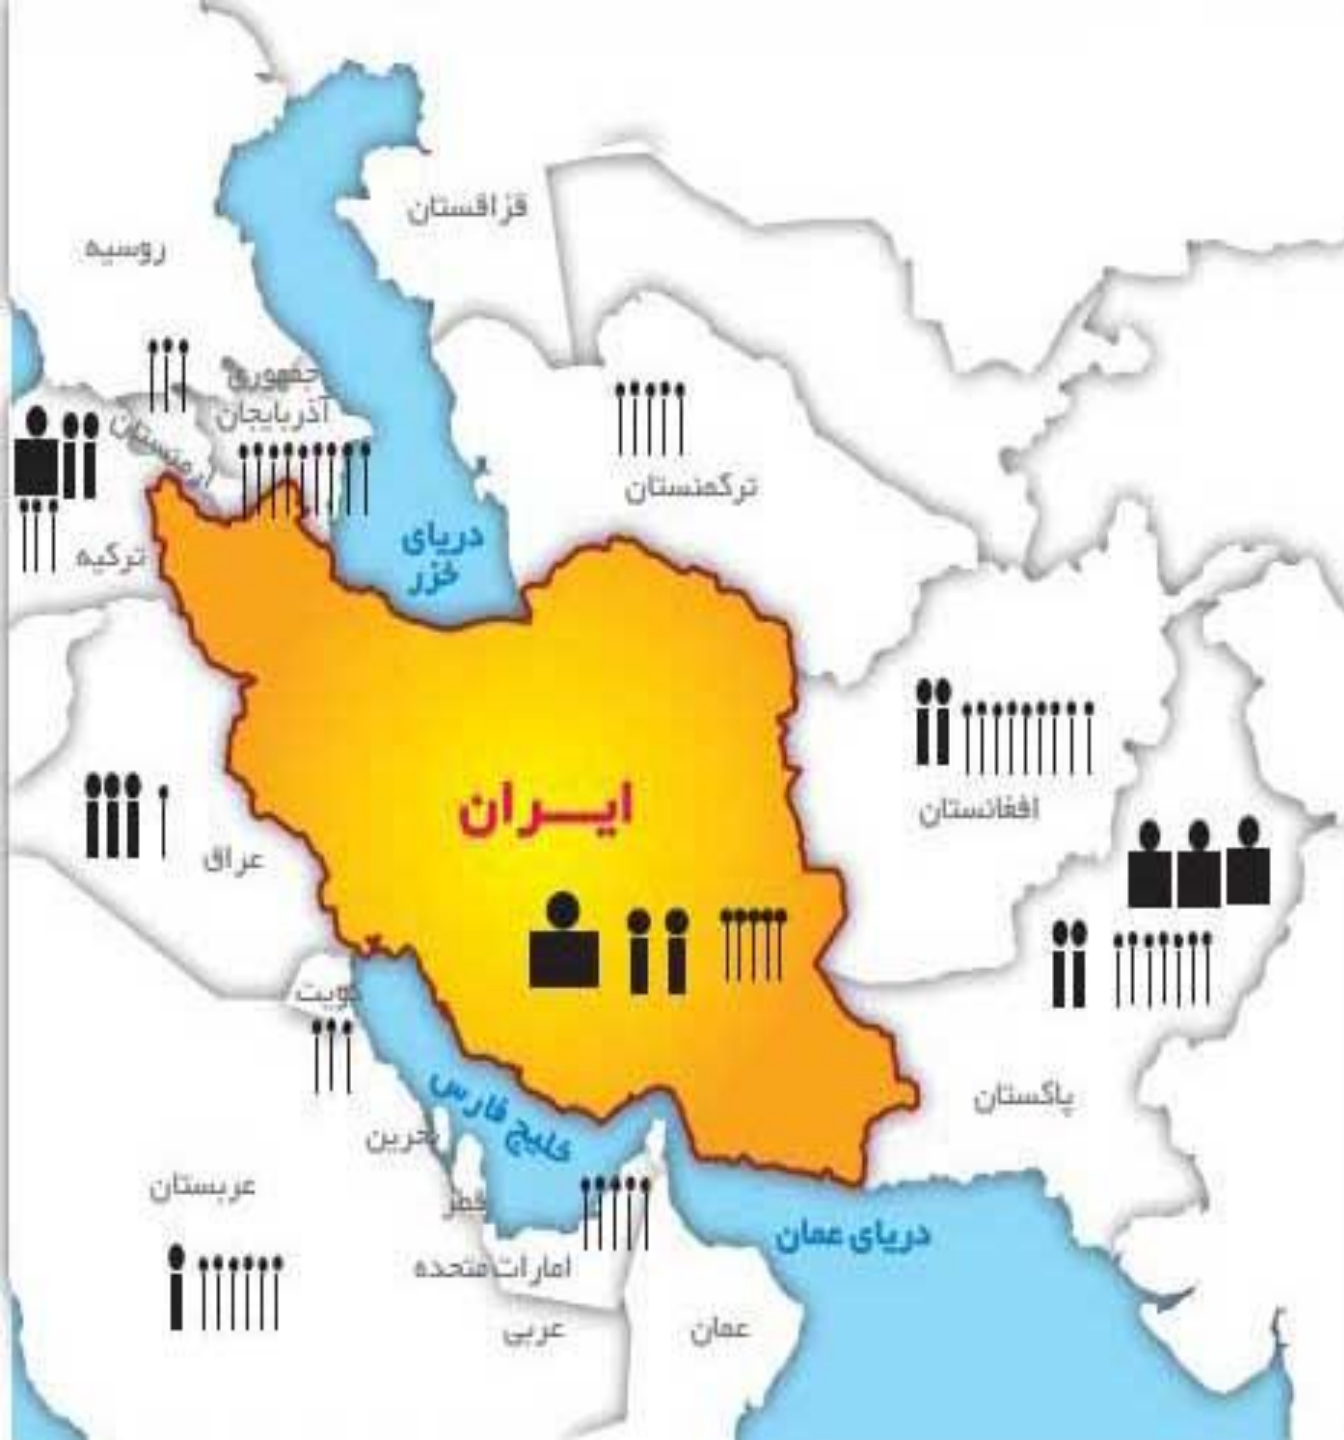 قزاقستان
روسیه
جمهوری
آذربایجان
ارمنستان
ترکمنستان
دریای
خزر
ترکیه
ایـــران
افغانستان
عراق
کویت
پاکستان
خلیج فارس
بحرین
عربستان
قطر
دریای عمان
امارات متحده
عربی
عمان